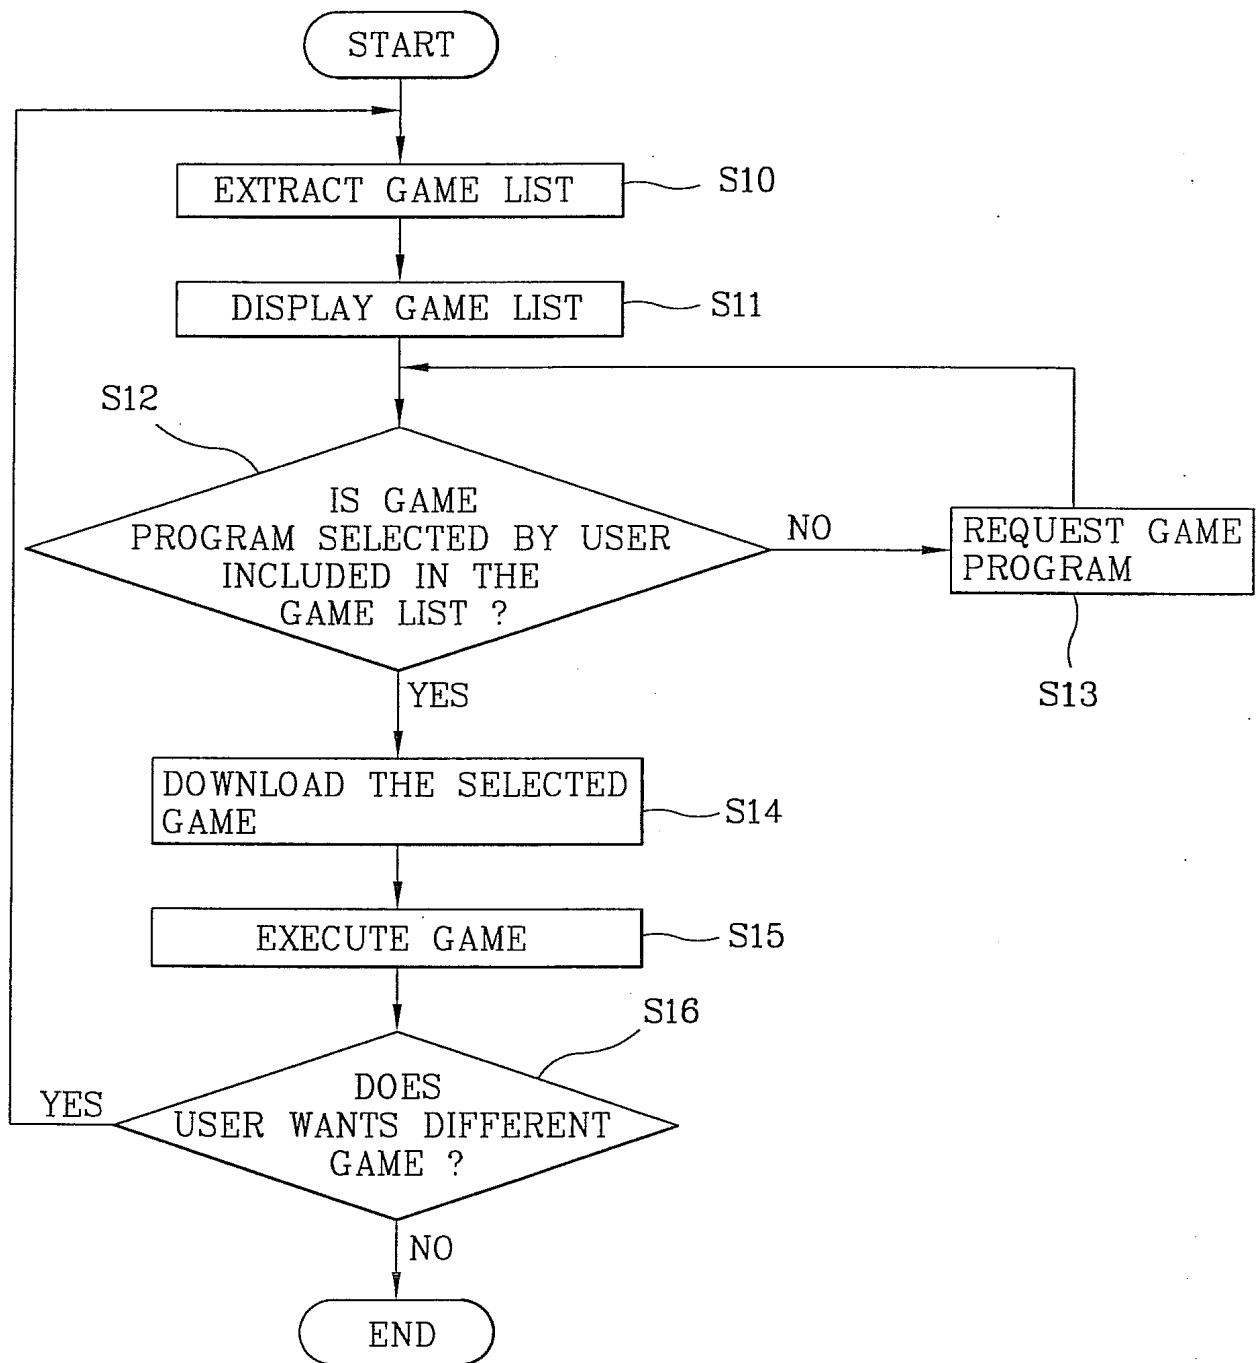 START
EXTRACT GAME LIST
S10
DISPLAY GAME LIST
S11
S12
IS GAME
PROGRAM SELECTED BY USER
INCLUDED IN THE
GAME LIST ?
NO
REQUEST GAME
PROGRAM
S13
YES
DOWNLOAD THE SELECTED
GAME
S14
EXECUTE GAME
S15
S16
DOES
USER WANTS DIFFERENT
GAME ?
YES
NO
END